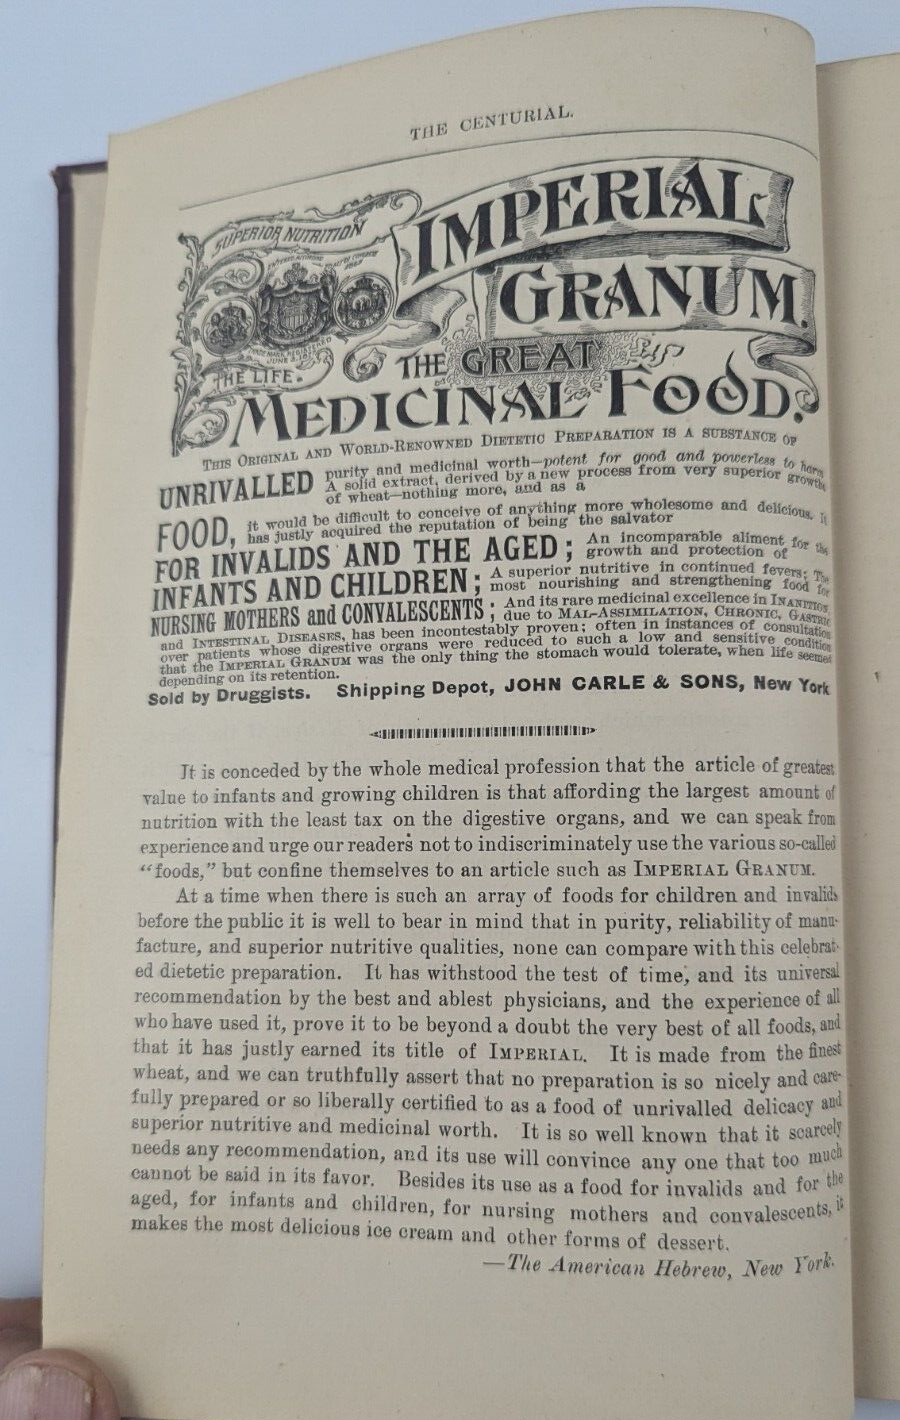 THE CENTURIAL.
SUPERIOR NUTRITION
THE LIFE.
IMPERIAL
GRANUM.
THE GREAT
MEDICINAL FOOD.
THIS ORIGINAL AND WORLD-RENOWNED DIETETIC PREPARATION IS A SUBSTANCE OF
UNRIVALLED purity and medicinal worth—potent for good and powerless to harm
A solid extract, derived by a new process from very superior growths
of wheat—nothing more, and as a
FOOD, it would be difficult to conceive of anything more wholesome and delicious. It
has justly acquired the reputation of being the salvator
FOR INVALIDS AND THE AGED; An incomparable aliment for the
growth and protection of
INFANTS AND CHILDREN; A superior nutritive in continued fevers; The
most nourishing and strengthening food for
NURSING MOTHERS and CONVALESCENTS; And its rare medicinal excellence in INANITION,
due to MAL-ASSIMILATION, CHRONIC, GASTRIC
and INTESTINAL DISEASES, has been incontestably proven; often in instances of consultation
over patients whose digestive organs were reduced to such a low and sensitive condition
that the IMPERIAL GRANUM was the only thing the stomach would tolerate, when life seemed
depending on its retention.
Sold by Druggists. Shipping Depot, JOHN CARLE & SONS, New York
It is conceded by the whole medical profession that the article of greatest
value to infants and growing children is that affording the largest amount of
nutrition with the least tax on the digestive organs, and we can speak from
experience and urge our readers not to indiscriminately use the various so-called
“foods,” but confine themselves to an article such as IMPERIAL GRANUM.
At a time when there is such an array of foods for children and invalids
before the public it is well to bear in mind that in purity, reliability of manu-
facture, and superior nutritive qualities, none can compare with this celebrat-
ed dietetic preparation. It has withstood the test of time, and its universal
recommendation by the best and ablest physicians, and the experience of all
who have used it, prove it to be beyond a doubt the very best of all foods, and
that it has justly earned its title of IMPERIAL. It is made from the finest
wheat, and we can truthfully assert that no preparation is so nicely and care-
fully prepared or so liberally certified to as a food of unrivalled delicacy and
superior nutritive and medicinal worth. It is so well known that it scarcely
needs any recommendation, and its use will convince any one that too much
cannot be said in its favor. Besides its use as a food for invalids and for the
aged, for infants and children, for nursing mothers and convalescents, it
makes the most delicious ice cream and other forms of dessert.
—The American Hebrew, New York.